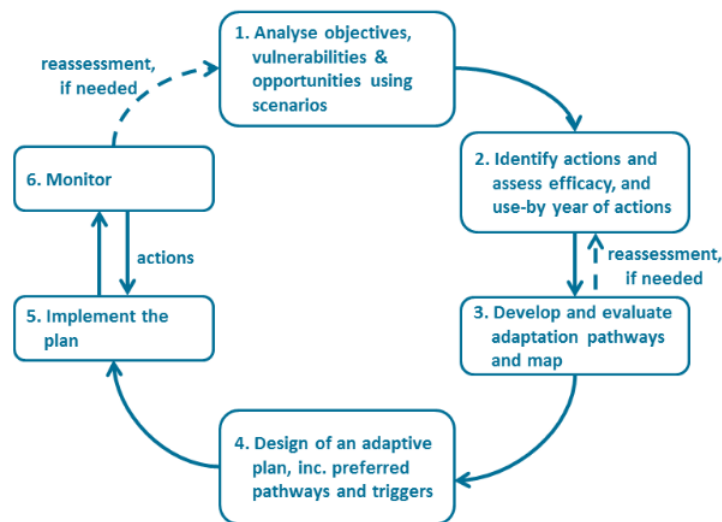 1. Analyse objectives,
vulnerabilities &
opportunities using
scenarios
reassessment,
if needed
2. Identify actions and
assess efficacy, and
use-by year of actions
6. Monitor
actions
reassessment,
if needed
3. Develop and evaluate
adaptation pathways
and map
5. Implement the
plan
4. Design of an adaptive
plan, inc. preferred
pathways and triggers